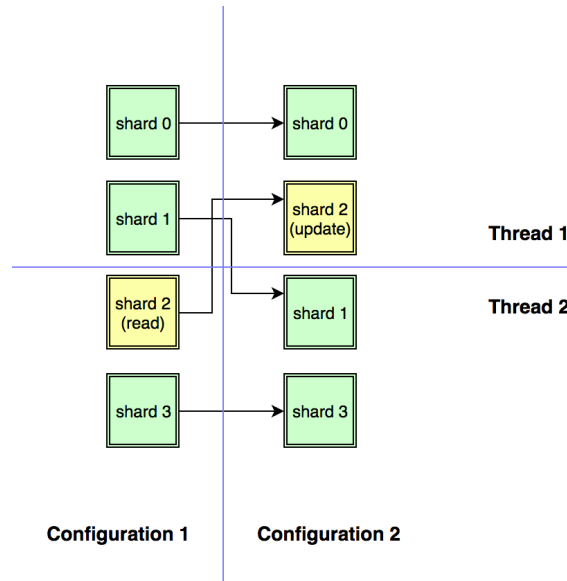 shard 0
shard 0
shard 1
shard 2
(update)
Thread 1
shard 2
(read)
shard 1
Thread 2
shard 3
shard 3
Configuration 1
Configuration 2